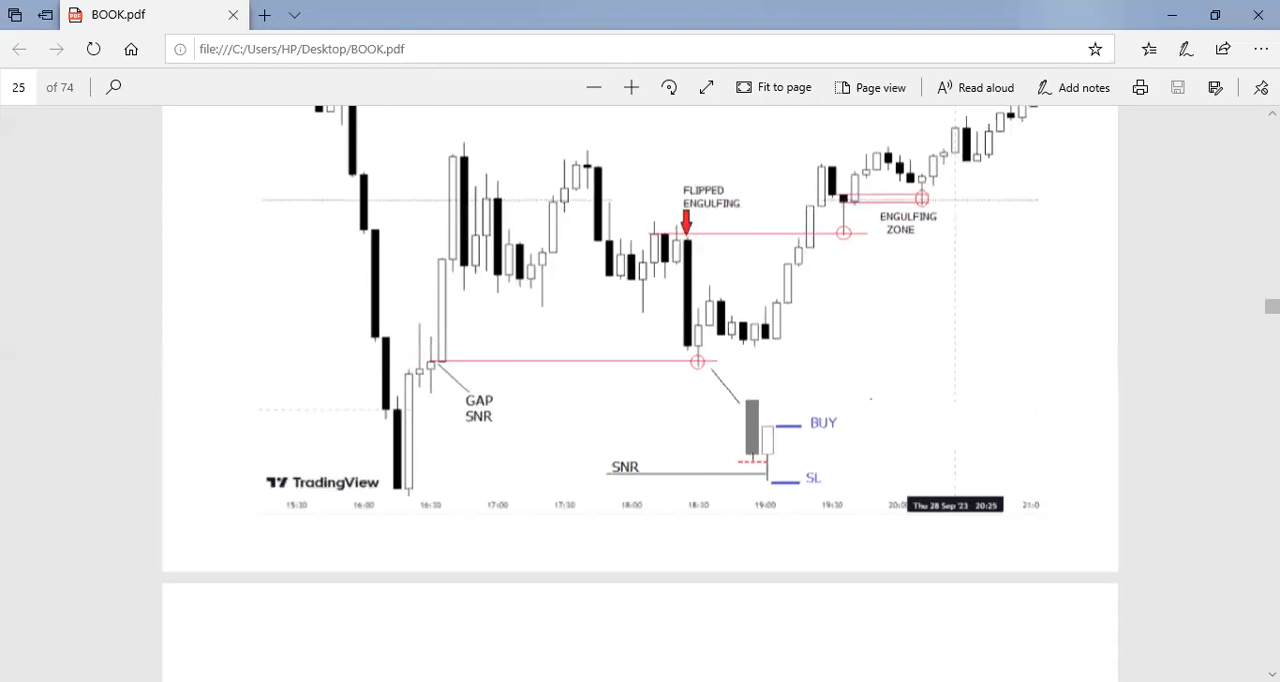 BOOK.pdf
file:///C:/Users/HP/Desktop/BOOK.pdf
25 of 74
Fit to page
Page view
Read aloud
Add notes
FLIPPED
ENGULFING
ENGULFING
ZONE
GAP
SNR
BUY
SNR
SL
TradingView
15:30 16:00 16:30 17:00 17:30 18:00 18:30 19:00 19:30 20:0 Thu 28 Sep '23 20:25 21:0